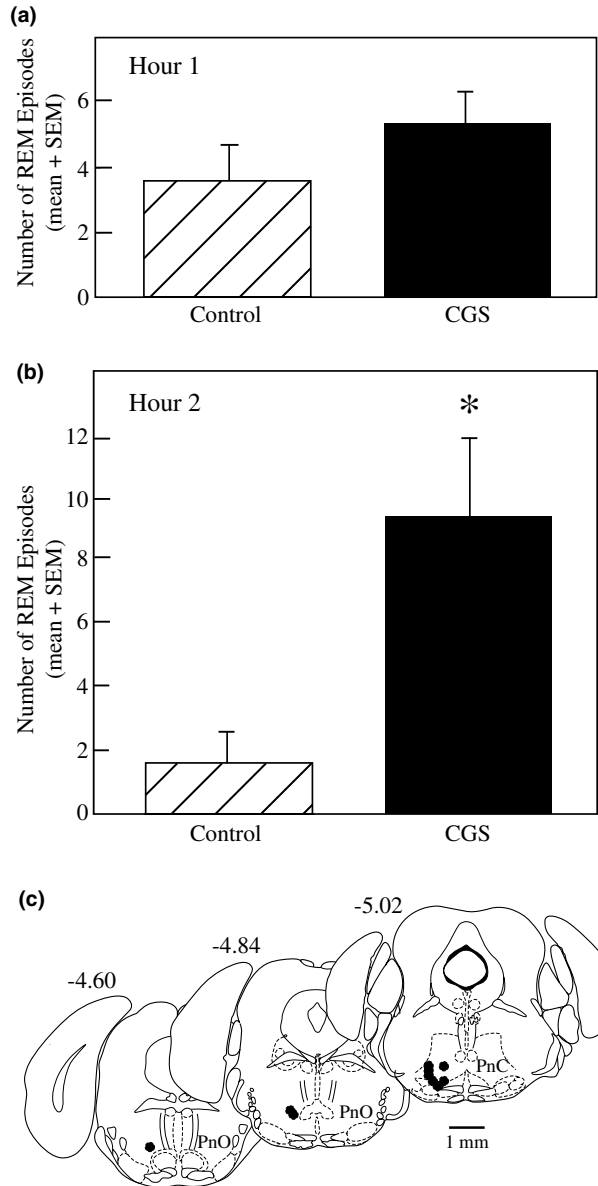 (a)
Hour 1
Number of REM Episodes
(mean + SEM)
6
4
2
0
Control CGS
(b)
Hour 2
*
Number of REM Episodes
(mean + SEM)
12
10
8
6
4
2
0
Control CGS
(c)
-5.02
-4.84
-4.60
PnC
PnO
PnO
1 mm